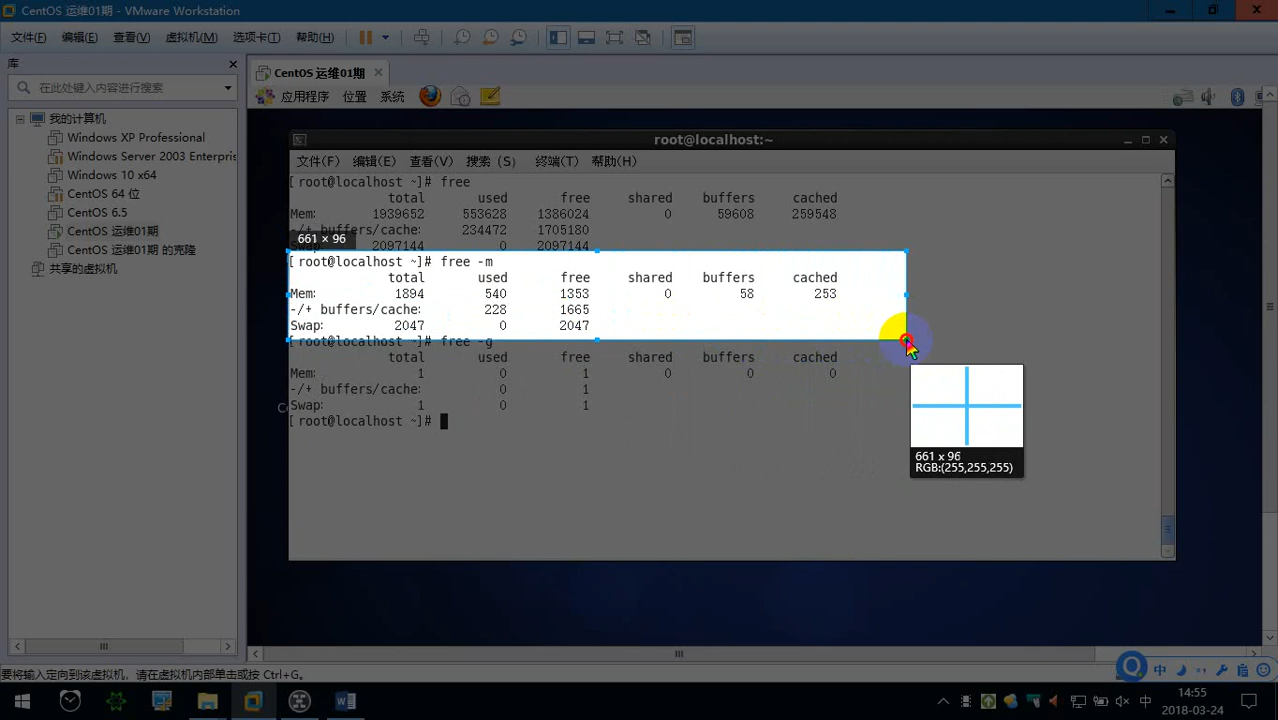 CentOS 运维01期 - VMware Workstation
文件(F) 编辑(E) 查看(V) 虚拟机(M) 选项卡(T) 帮助(H)
库
在此处键入内容进行搜索
我的计算机
Windows XP Professional
Windows Server 2003 Enterpris
Windows 10 x64
CentOS 64 位
CentOS 6.5
CentOS 运维01期
CentOS 运维01期 的克隆
共享的虚拟机
CentOS 运维01期
应用程序 位置 系统
root@localhost:~
文件(F) 编辑(E) 查看(V) 搜索 (S) 终端(T) 帮助(H)
[root@localhost ~]# free
total used free shared buffers cached
Mem: 1939652 553628 1386024 0 59608 259548
-/+ buffers/cache: 234472 1705180
Swap: 2097144 0 2097144
661 × 96
[root@localhost ~]# free -m
total used free shared buffers cached
Mem: 1894 540 1353 0 58 253
-/+ buffers/cache: 228 1665
Swap: 2047 0 2047
[root@localhost ~]# free -g
total used free shared buffers cached
Mem: 1 0 1 0 0 0
-/+ buffers/cache: 0 1
Swap: 1 0 1
[root@localhost ~]#
661 x 96
RGB:(255,255,255)
要将输入定向到该虚拟机，请在虚拟机内部单击或按 Ctrl+G。
中
中
14:55
2018-03-24